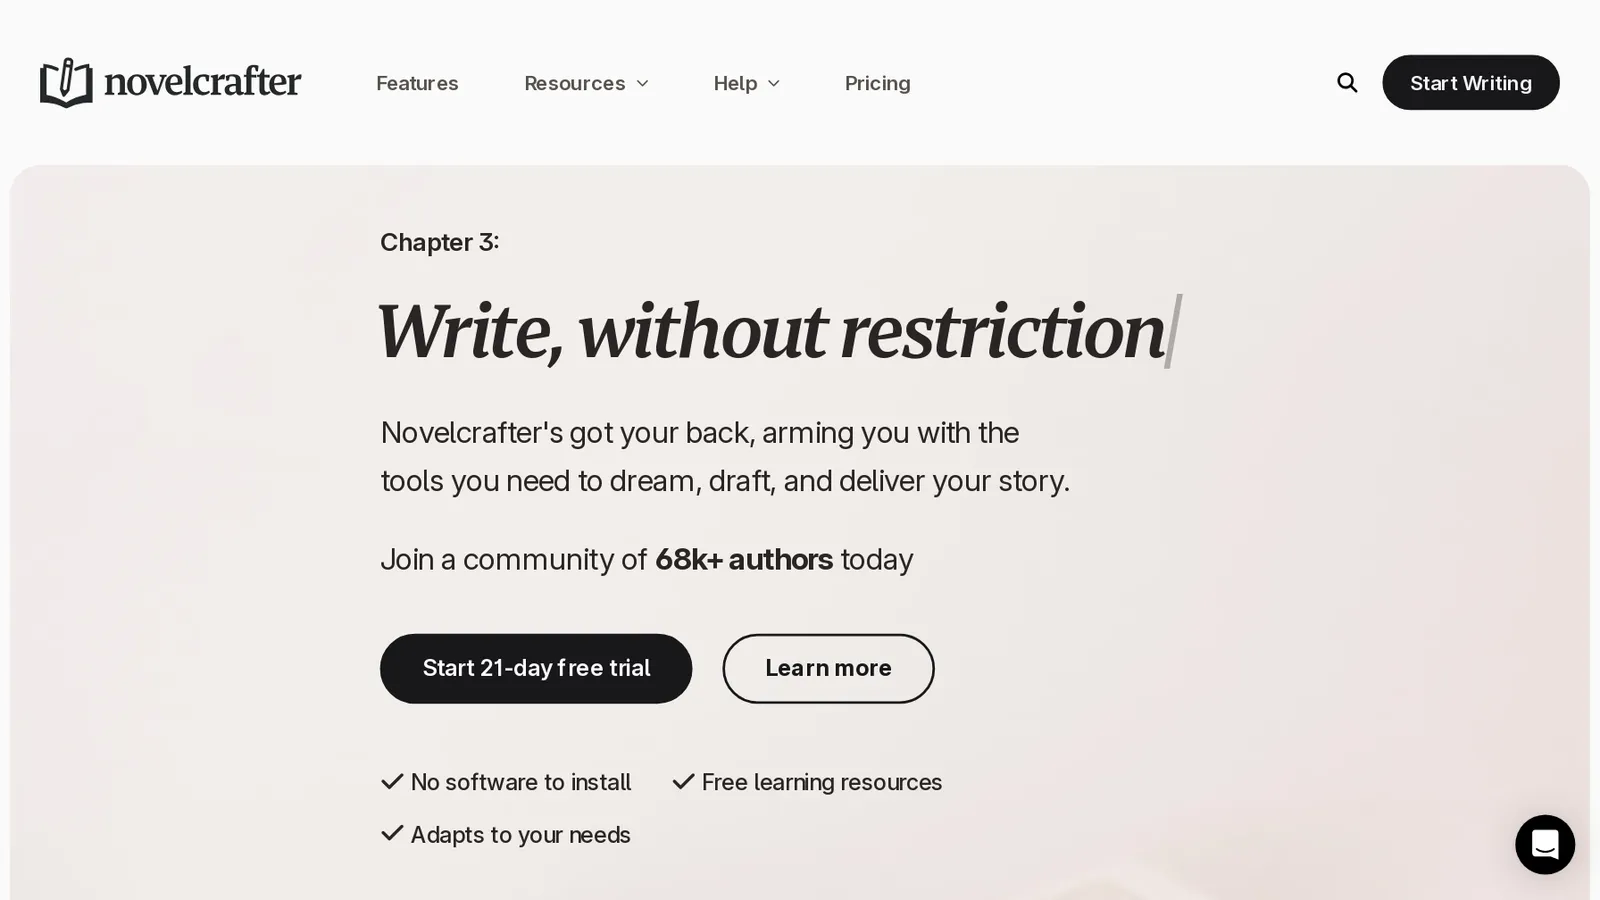 novelcrafter
Features
Resources
Help
Pricing
Start Writing
Chapter 3:
Write, without restriction
Novelcrafter's got your back, arming you with the
tools you need to dream, draft, and deliver your story.
Join a community of 68k+ authors today
Start 21-day free trial
Learn more
No software to install
Free learning resources
Adapts to your needs